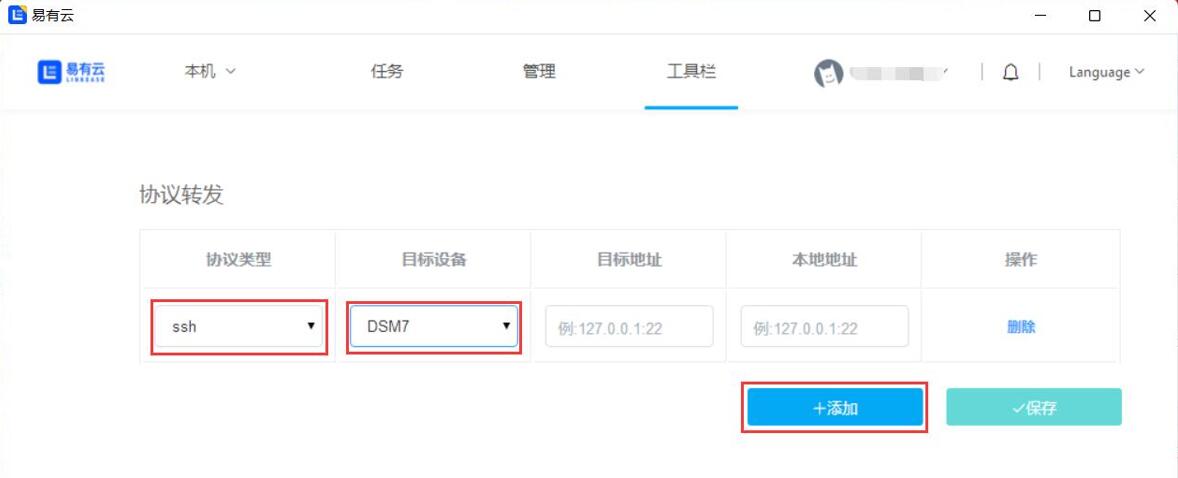 易有云
易有云
LINKEASE
本机
任务
管理
工具栏
Language
协议转发
协议类型 目标设备 目标地址 本地地址 操作
ssh DSM7 例:127.0.0.1:22 例:127.0.0.1:22 删除
+添加 ✓保存